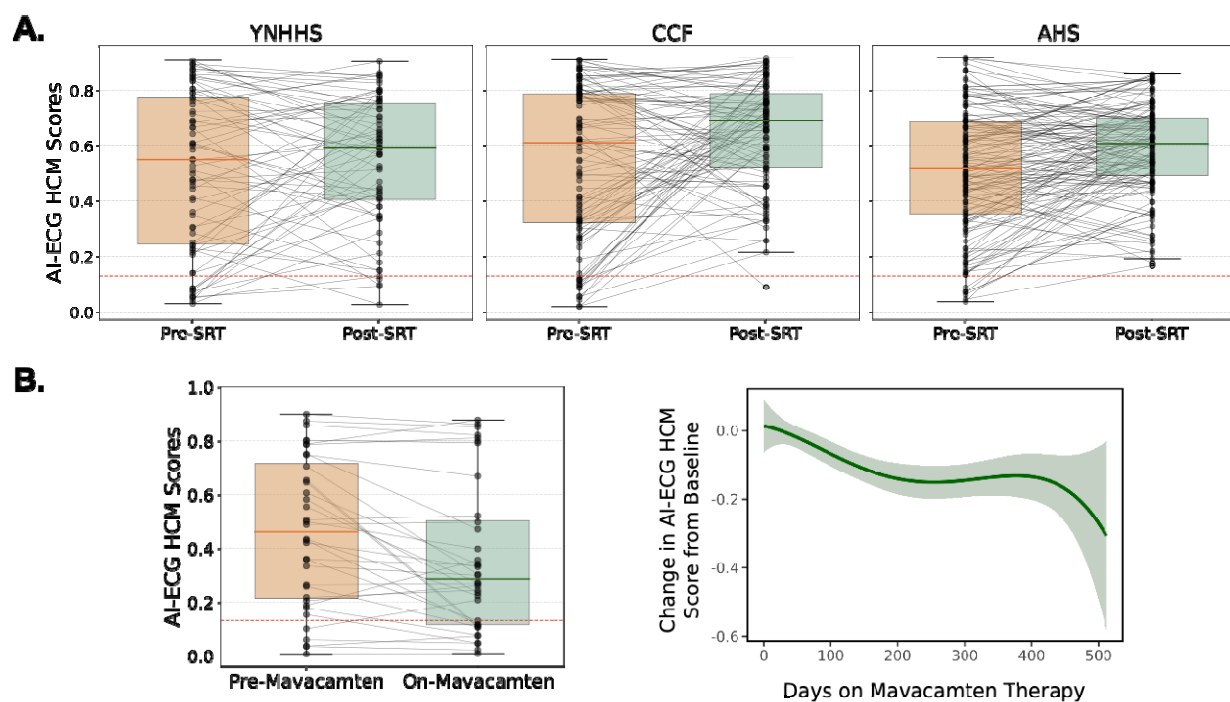 A.
YNHHS
CCF
AHS
AI-ECG HCM Scores
0.8
0.6
0.4
0.2
0.0
Pre-SRT
Post-SRT
Pre-SRT
Post-SRT
Pre-SRT
Post-SRT
B.
AI-ECG HCM Scores
1.0
0.8
0.6
0.4
0.2
0.0
Pre-Mavacamten
On-Mavacamten
Change in AI-ECG HCM
Score from Baseline
0.0
-0.2
-0.4
-0.6
0
100
200
300
400
500
Days on Mavacamten Therapy